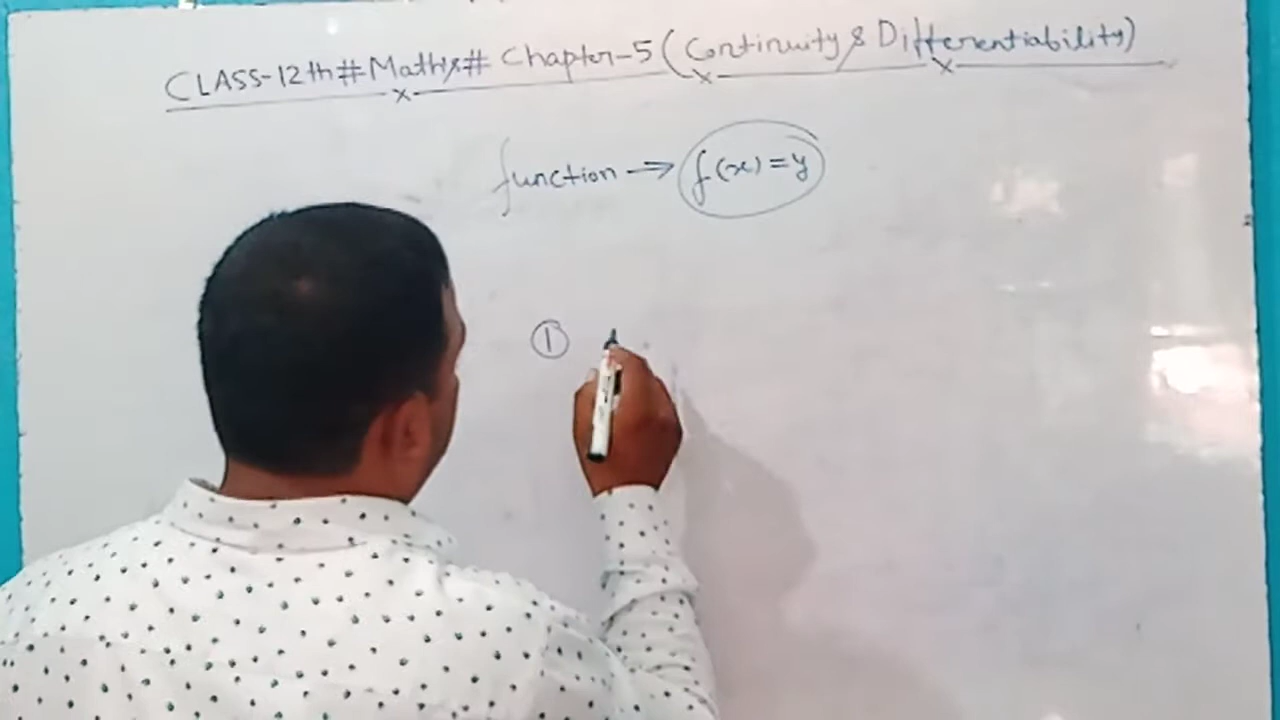 CLASS-12th#Maths# Chapter-5 (Continuity & Differentiability)
function → f(x)=y
①